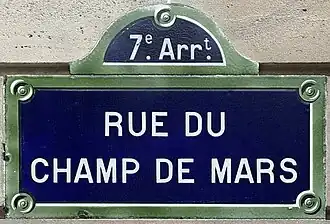 7e. Arrt.
RUE DU
CHAMP DE MARS